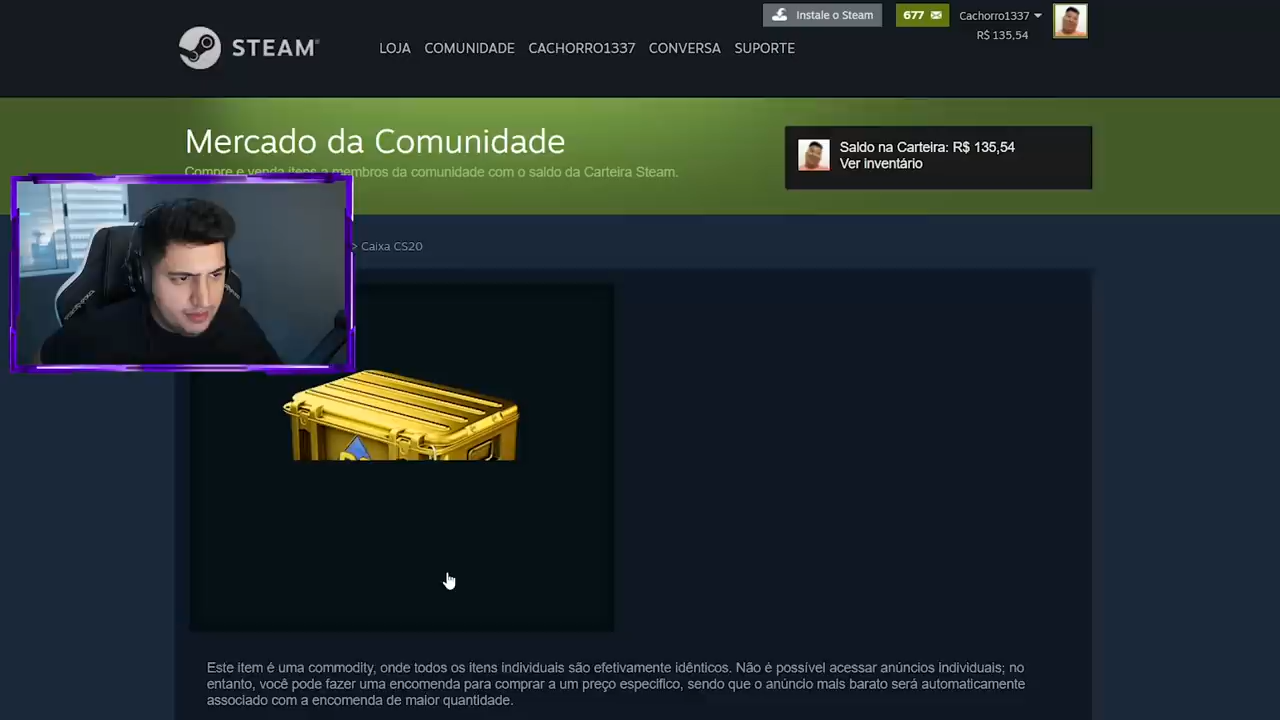 Instale o Steam
677
Cachorro1337
R$ 135,54
STEAM
LOJA COMUNIDADE CACHORRO1337 CONVERSA SUPORTE
Mercado da Comunidade
Compre e venda itens a membros da comunidade com o saldo da Carteira Steam.
Saldo na Carteira: R$ 135,54
Ver inventário
> Caixa CS20
Este item é uma commodity, onde todos os itens individuais são efetivamente idênticos. Não é possível acessar anúncios individuais; no
entanto, você pode fazer uma encomenda para comprar a um preço específico, sendo que o anúncio mais barato será automaticamente
associado com a encomenda de maior quantidade.